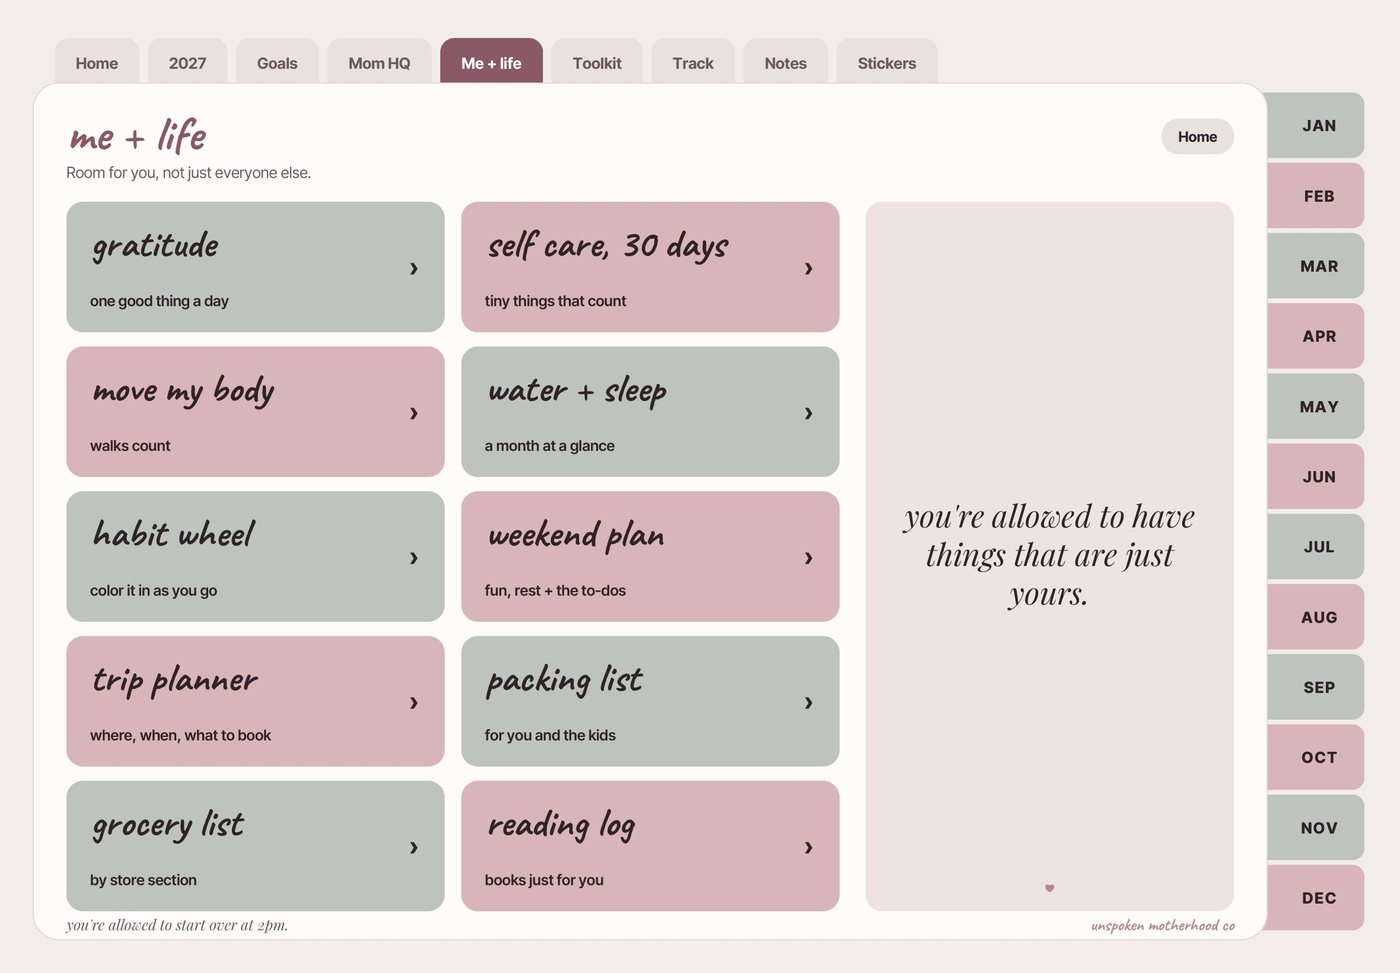 Home
2027
Goals
Mom HQ
Me + life
Toolkit
Track
Notes
Stickers
me + life
Room for you, not just everyone else.
Home
gratitude
›
one good thing a day
self care, 30 days
›
tiny things that count
move my body
›
walks count
water + sleep
›
a month at a glance
habit wheel
›
color it in as you go
weekend plan
›
fun, rest + the to-dos
trip planner
›
where, when, what to book
packing list
›
for you and the kids
grocery list
›
by store section
reading log
›
books just for you
you're allowed to have
things that are just
yours.
you're allowed to start over at 2pm.
unspoken motherhood co
JAN
FEB
MAR
APR
MAY
JUN
JUL
AUG
SEP
OCT
NOV
DEC